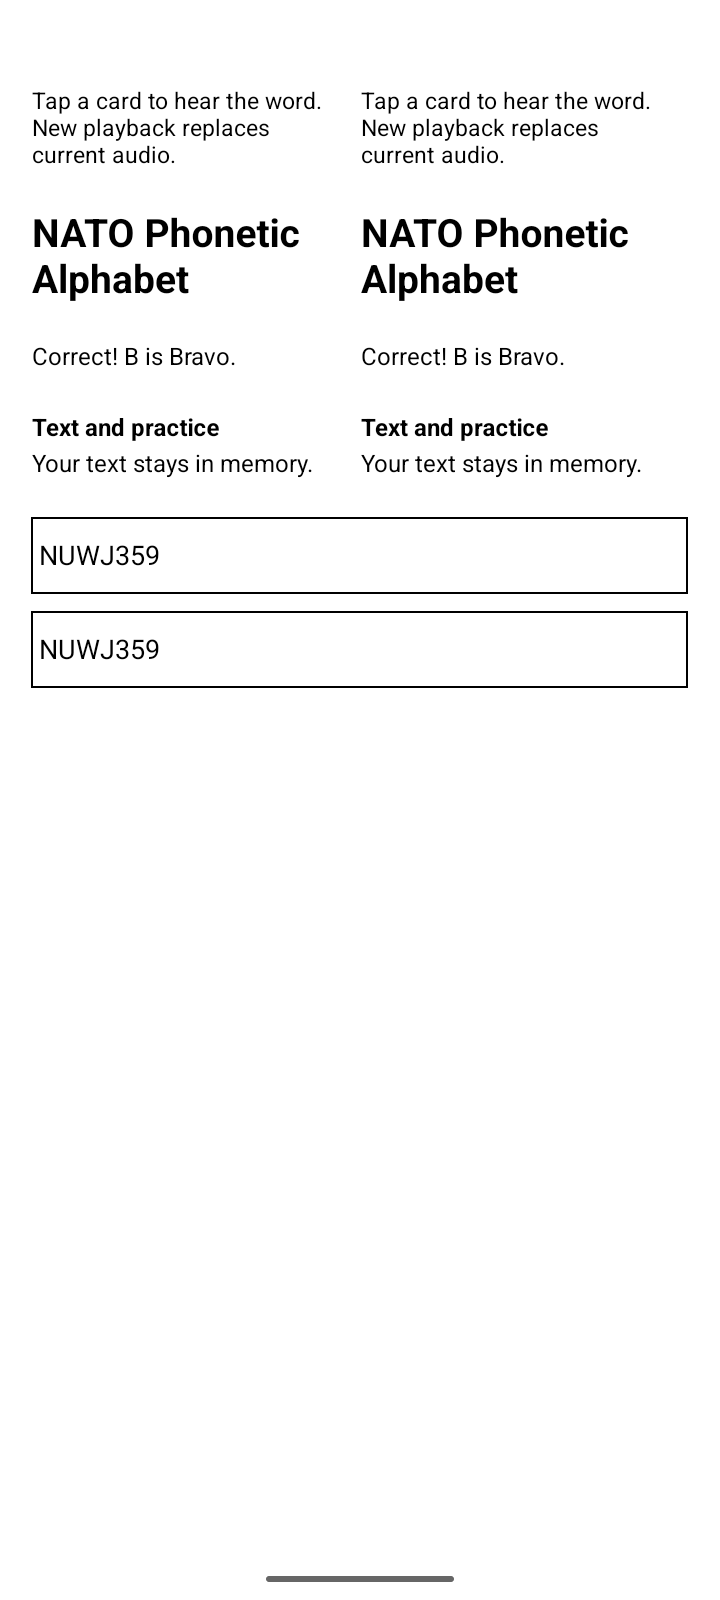 Tap a card to hear the word.
New playback replaces
current audio.
Tap a card to hear the word.
New playback replaces
current audio.
NATO Phonetic
Alphabet
NATO Phonetic
Alphabet
Correct! B is Bravo.
Correct! B is Bravo.
Text and practice
Your text stays in memory.
Text and practice
Your text stays in memory.
NUWJ359
NUWJ359